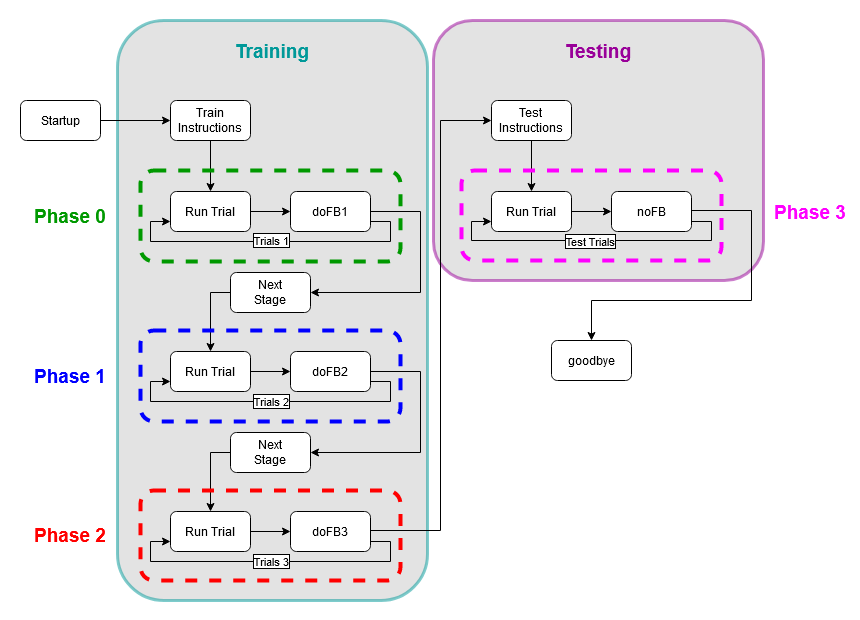 Training
Testing
Startup
Train
Instructions
Test
Instructions
Phase 0
Run Trial
doFB1
Trials 1
Run Trial
noFB
Test Trials
Phase 3
Next
Stage
Phase 1
Run Trial
doFB2
Trials 2
goodbye
Next
Stage
Phase 2
Run Trial
doFB3
Trials 3